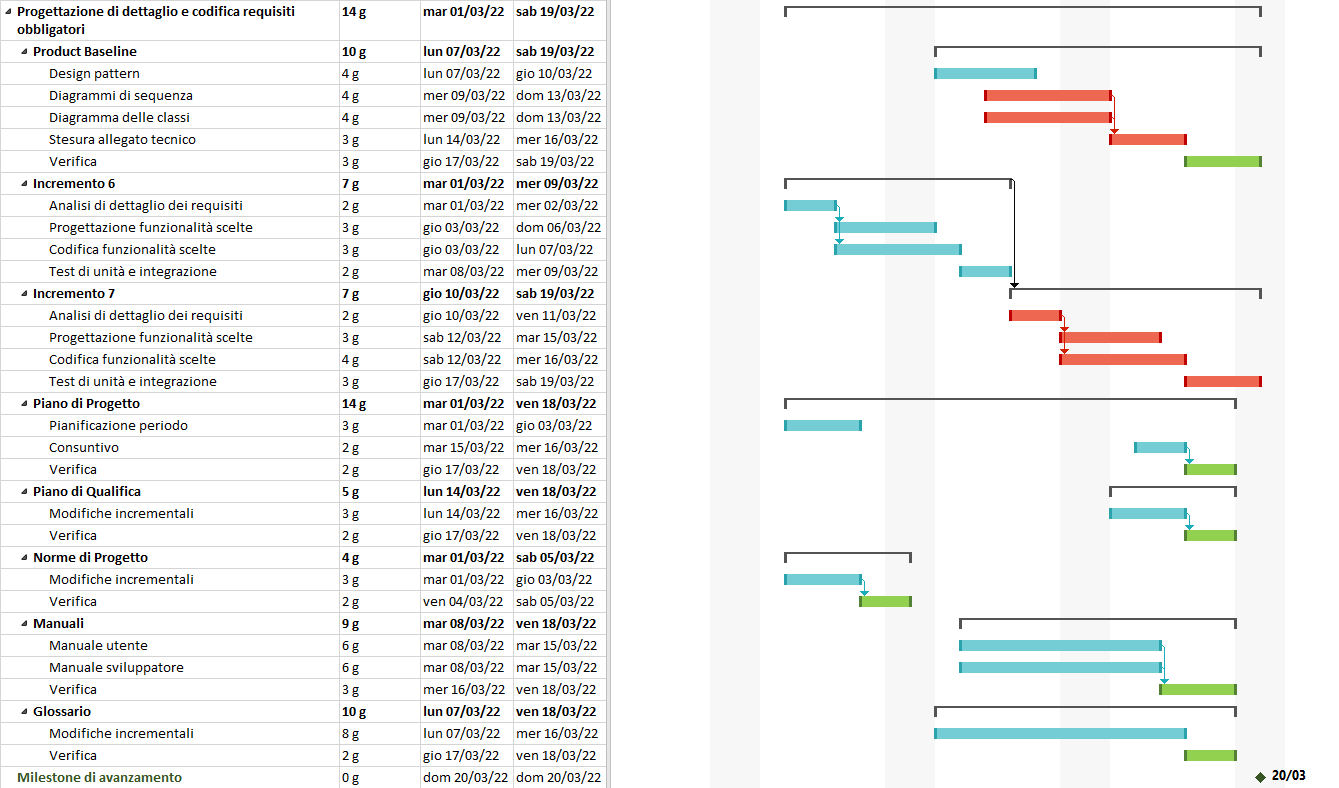 Progettazione di dettaglio e codifica requisiti 14 g mar 01/03/22 sab 19/03/22
obbligatori
Product Baseline 10 g lun 07/03/22 sab 19/03/22
Design pattern 4 g lun 07/03/22 gio 10/03/22
Diagrammi di sequenza 4 g mer 09/03/22 dom 13/03/22
Diagramma delle classi 4 g mer 09/03/22 dom 13/03/22
Stesura allegato tecnico 3 g lun 14/03/22 mer 16/03/22
Verifica 3 g gio 17/03/22 sab 19/03/22
Incremento 6 7 g mar 01/03/22 mer 09/03/22
Analisi di dettaglio dei requisiti 2 g mar 01/03/22 mer 02/03/22
Progettazione funzionalità scelte 3 g gio 03/03/22 dom 06/03/22
Codifica funzionalità scelte 3 g gio 03/03/22 lun 07/03/22
Test di unità e integrazione 2 g mar 08/03/22 mer 09/03/22
Incremento 7 7 g gio 10/03/22 sab 19/03/22
Analisi di dettaglio dei requisiti 2 g gio 10/03/22 ven 11/03/22
Progettazione funzionalità scelte 3 g sab 12/03/22 mar 15/03/22
Codifica funzionalità scelte 4 g sab 12/03/22 mer 16/03/22
Test di unità e integrazione 3 g gio 17/03/22 sab 19/03/22
Piano di Progetto 14 g mar 01/03/22 ven 18/03/22
Pianificazione periodo 3 g mar 01/03/22 gio 03/03/22
Consuntivo 2 g mar 15/03/22 mer 16/03/22
Verifica 2 g gio 17/03/22 ven 18/03/22
Piano di Qualifica 5 g lun 14/03/22 ven 18/03/22
Modifiche incrementali 3 g lun 14/03/22 mer 16/03/22
Verifica 2 g gio 17/03/22 ven 18/03/22
Norme di Progetto 4 g mar 01/03/22 sab 05/03/22
Modifiche incrementali 3 g mar 01/03/22 gio 03/03/22
Verifica 2 g ven 04/03/22 sab 05/03/22
Manuali 9 g mar 08/03/22 ven 18/03/22
Manuale utente 6 g mar 08/03/22 mar 15/03/22
Manuale sviluppatore 6 g mar 08/03/22 mar 15/03/22
Verifica 3 g mer 16/03/22 ven 18/03/22
Glossario 10 g lun 07/03/22 ven 18/03/22
Modifiche incrementali 8 g lun 07/03/22 mer 16/03/22
Verifica 2 g gio 17/03/22 ven 18/03/22
Milestone di avanzamento 0 g dom 20/03/22 dom 20/03/22 20/03